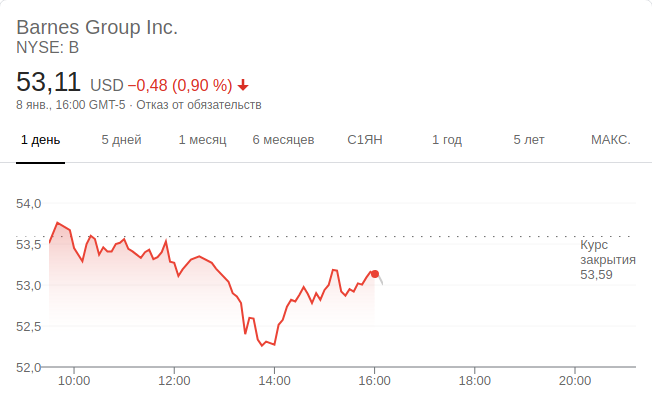 Barnes Group Inc.
NYSE: B
53,11 USD −0,48 (0,90 %)
8 янв., 16:00 GMT-5 · Отказ от обязательств
1 день 5 дней 1 месяц 6 месяцев С1ЯН 1 год 5 лет МАКС.
54,0
53,5
Курс
закрытия
53,59
53,0
52,5
52,0
10:00 12:00 14:00 16:00 18:00 20:00